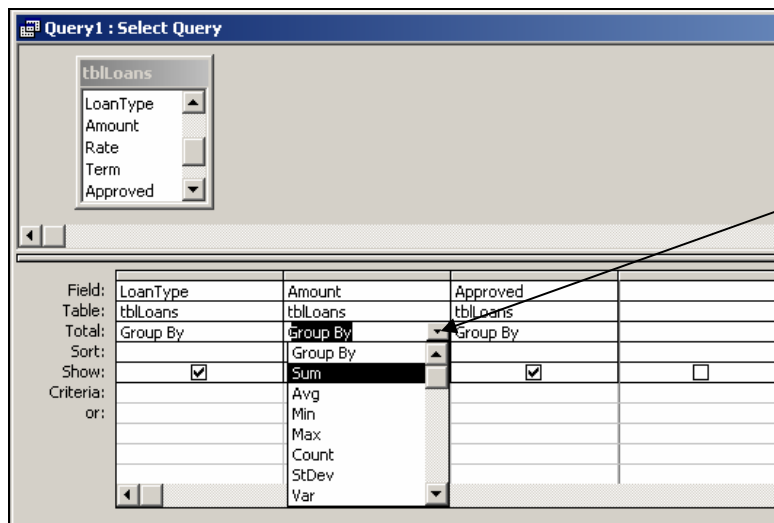 Query1 : Select Query
tblLoans
LoanType
Amount
Rate
Term
Approved
Field: LoanType Amount Approved
Table: tblLoans tblLoans tblLoans
Total: Group By Group By Group By
Sort: Group By
Show: Sum
Criteria: Avg
or: Min
Max
Count
StDev
Var